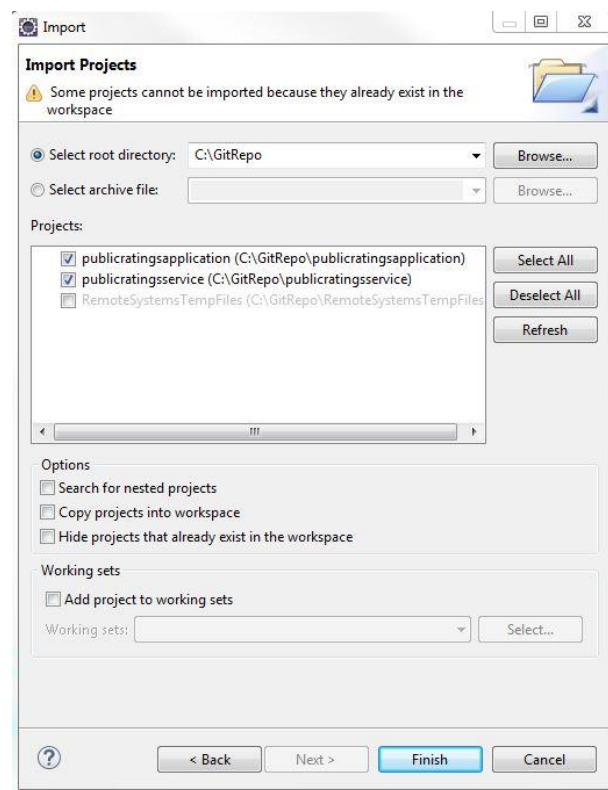 Import
Import Projects
Some projects cannot be imported because they already exist in the
workspace
Select root directory: C:\GitRepo Browse...
Select archive file: Browse...
Projects:
publicratingsapplication (C:\GitRepo\publicratingsapplication)
publicratingsservice (C:\GitRepo\publicratingsservice)
RemoteSystemsTempFiles (C:\GitRepo\RemoteSystemsTempFiles
Select All
Deselect All
Refresh
Options
Search for nested projects
Copy projects into workspace
Hide projects that already exist in the workspace
Working sets
Add project to working sets
Working sets: Select...
? < Back Next > Finish Cancel